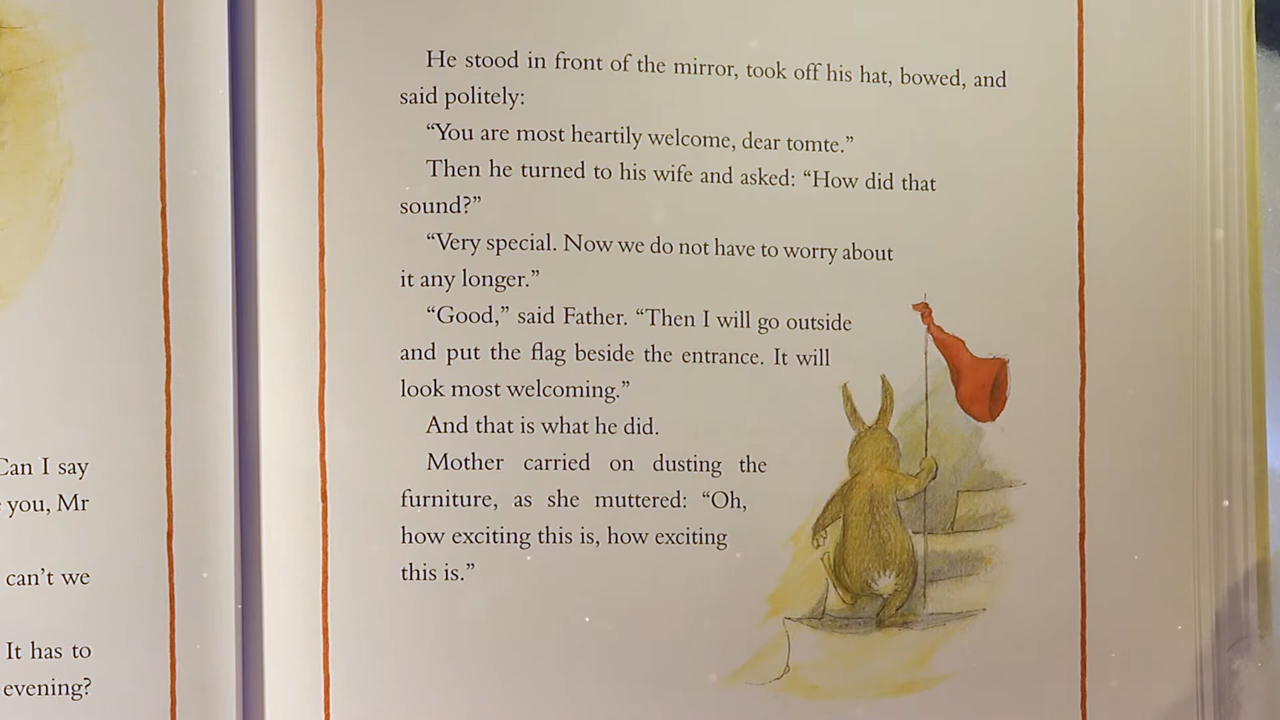 Can I say
you, Mr
can’t we
It has to
evening?
He stood in front of the mirror, took off his hat, bowed, and
said politely:
“You are most heartily welcome, dear tomte.”
Then he turned to his wife and asked: “How did that
sound?”
“Very special. Now we do not have to worry about
it any longer.”
“Good,” said Father. “Then I will go outside
and put the flag beside the entrance. It will
look most welcoming.”
And that is what he did.
Mother carried on dusting the
furniture, as she muttered: “Oh,
how exciting this is, how exciting
this is.”